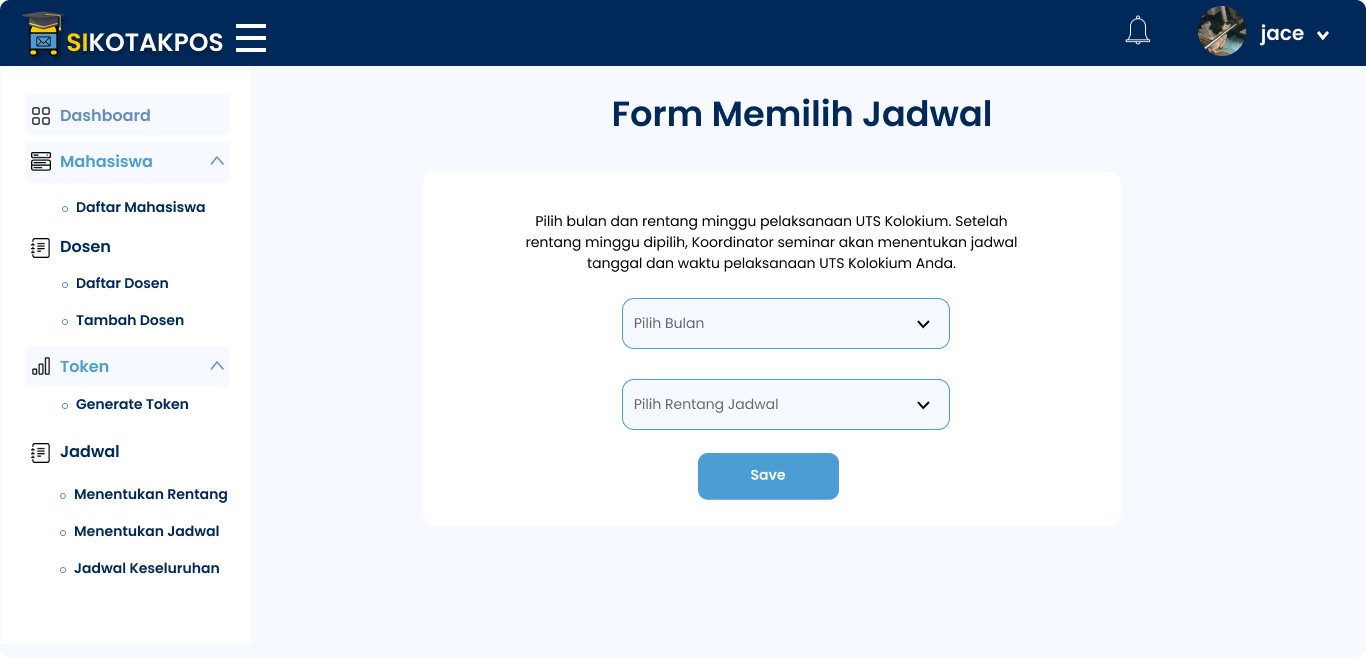 SIKOTAKPOS
jace
Dashboard
Mahasiswa
Daftar Mahasiswa
Dosen
Daftar Dosen
Tambah Dosen
Token
Generate Token
Jadwal
Menentukan Rentang
Menentukan Jadwal
Jadwal Keseluruhan
Form Memilih Jadwal
Pilih bulan dan rentang minggu pelaksanaan UTS Kolokium. Setelah
rentang minggu dipilih, Koordinator seminar akan menentukan jadwal
tanggal dan waktu pelaksanaan UTS Kolokium Anda.
Pilih Bulan
Pilih Rentang Jadwal
Save